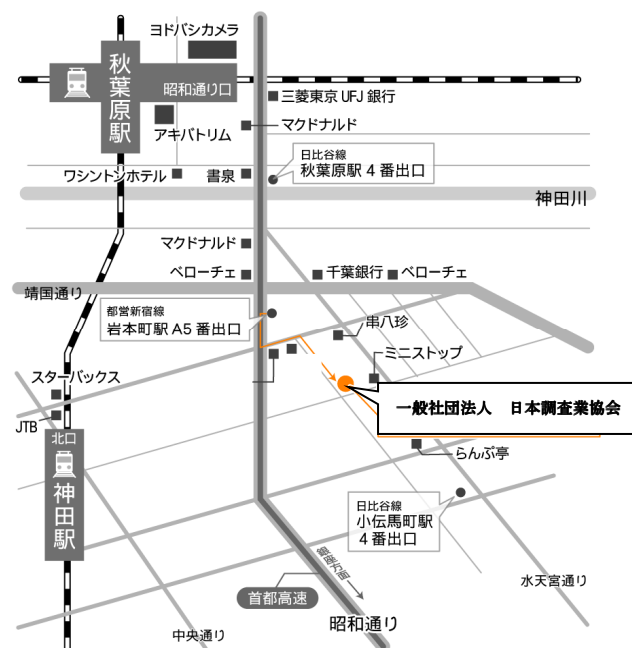 ヨドバシカメラ
秋葉原駅
昭和通り口
三菱東京UFJ銀行
アキバトリム
マクドナルド
日比谷線
秋葉原駅4番出口
ワシントンホテル
書泉
神田川
マクドナルド
ベローチェ
千葉銀行
ベローチェ
靖国通り
都営新宿線
岩本町駅A5番出口
串八珍
ミニストップ
スターバックス
一般社団法人 日本調査業協会
JTB
北口
神田駅
らんぷ亭
日比谷線
小伝馬町駅
4番出口
銀座方面
水天宮通り
首都高速
昭和通り
中央通り